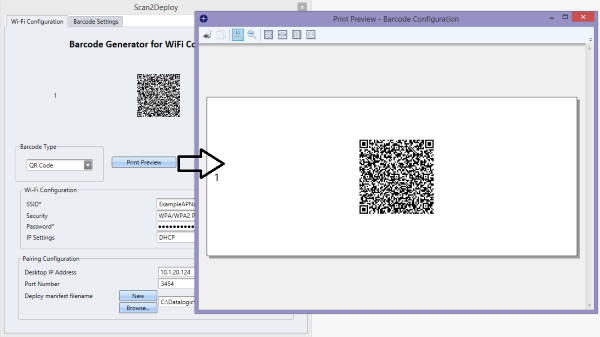 Scan2Deploy
Wi-Fi Configuration
Barcode Settings
Barcode Generator for WiFi Co
1
Barcode Type
QR Code
Print Preview
Wi-Fi Configuration
SSID*
ExampleAPNa
Security
WPA/WPA2 P
Password*
IP Settings
DHCP
Pairing Configuration
Desktop IP Address
10.1.20.124
Port Number
3454
Deploy manifest filename
New
Browse...
C:\Datalogic\
Print Preview - Barcode Configuration
1